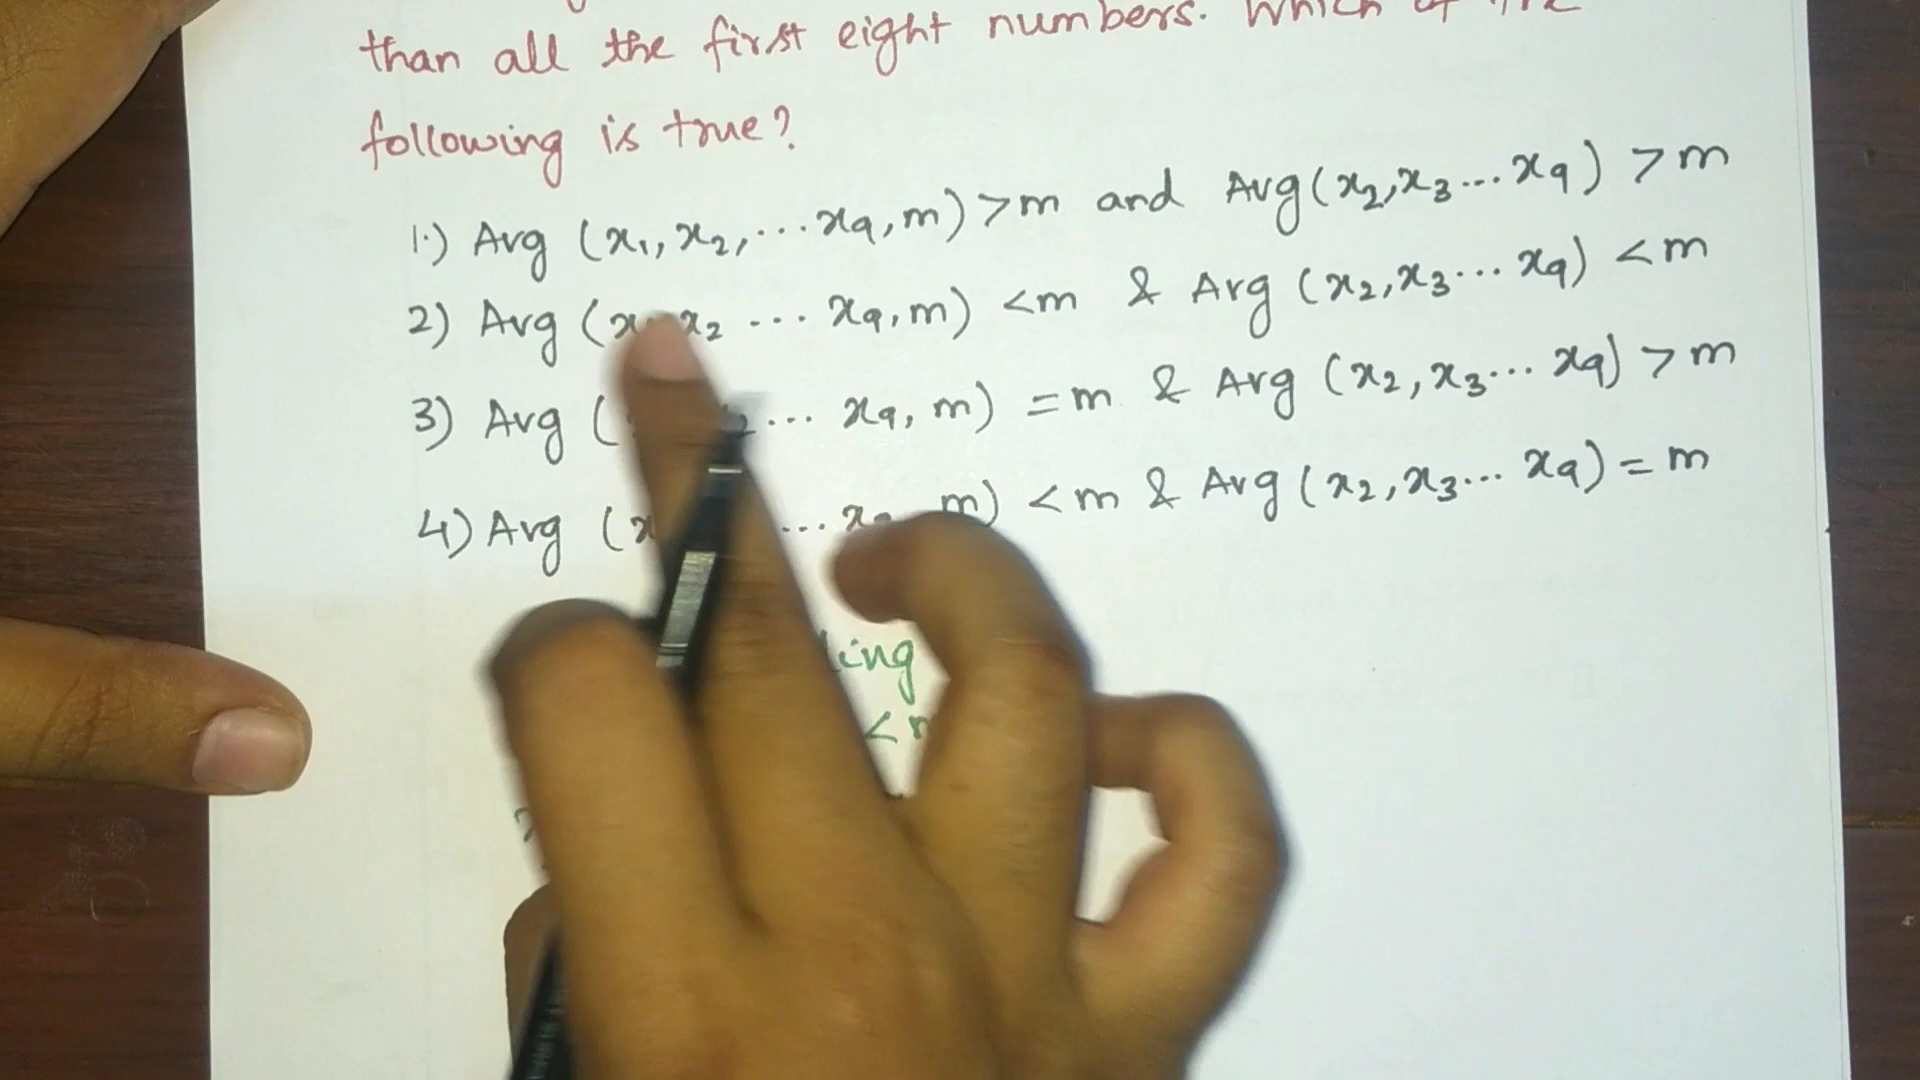 than all the first eight numbers. Which of the
following is true?
1.) Avg (x₁, x₂, ... x₉, m) > m and Avg (x₂, x₃ ... x₉) > m
2) Avg (x₁ x₂ ... x₉, m) < m & Avg (x₂, x₃ ... x₉) < m
3) Avg ( ... x₉, m) = m & Avg (x₂, x₃ ... x₉) > m
4) Avg (x ... x₉ m) < m & Avg (x₂, x₃ ... x₉) = m
<